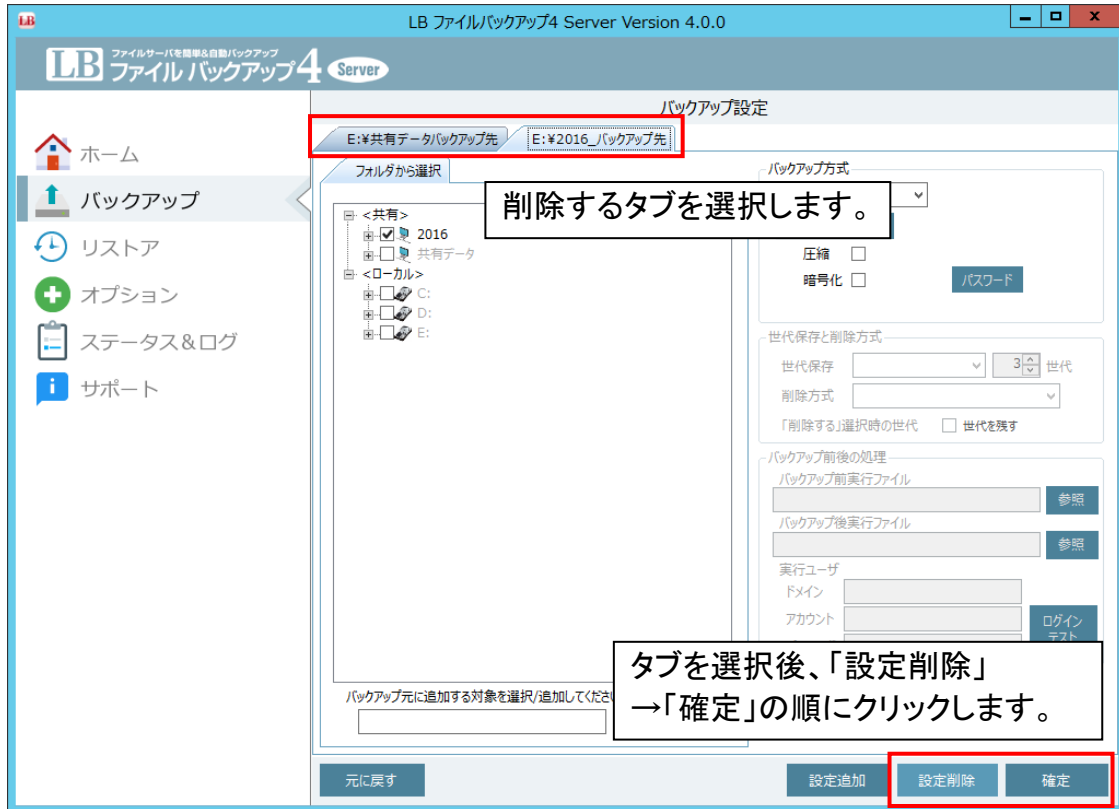 LB
LB ファイルバックアップ4 Server Version 4.0.0
LB
ファイルサーバを簡単&自動バックアップ
ファイル バックアップ4 Server
バックアップ設定
ホーム
バックアップ
リストア
オプション
ステータス&ログ
サポート
E:¥共有データバックアップ先
E:¥2016_バックアップ先
フォルダから選択
削除するタブを選択します。
<共有>
2016
共有データ
<ローカル>
C:
D:
E:
バックアップ元に追加する対象を選択/追加してくださ
バックアップ方式
圧縮
暗号化
パスワード
世代保存と削除方式
世代保存
3
世代
削除方式
「削除する」選択時の世代
世代を残す
バックアップ前後の処理
バックアップ前実行ファイル
参照
バックアップ後実行ファイル
参照
実行ユーザ
ドメイン
アカウント
ログイン
テスト
タブを選択後、「設定削除」
→「確定」の順にクリックします。
元に戻す
設定追加
設定削除
確定